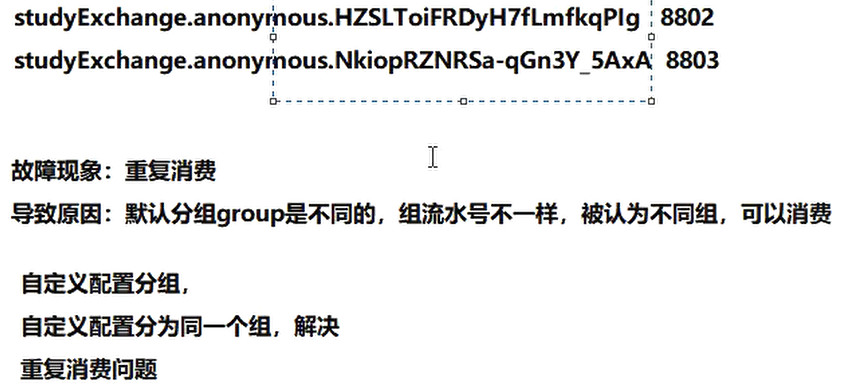 studyExchange.anonymous.HZSLToiFRDyH7fLmfkqPIg 8802
studyExchange.anonymous.NkiopRZNRSa-qGn3Y_5AxA 8803
故障现象：重复消费
导致原因：默认分组group是不同的，组流水号不一样，被认为不同组，可以消费
自定义配置分组，
自定义配置分为同一个组，解决
重复消费问题